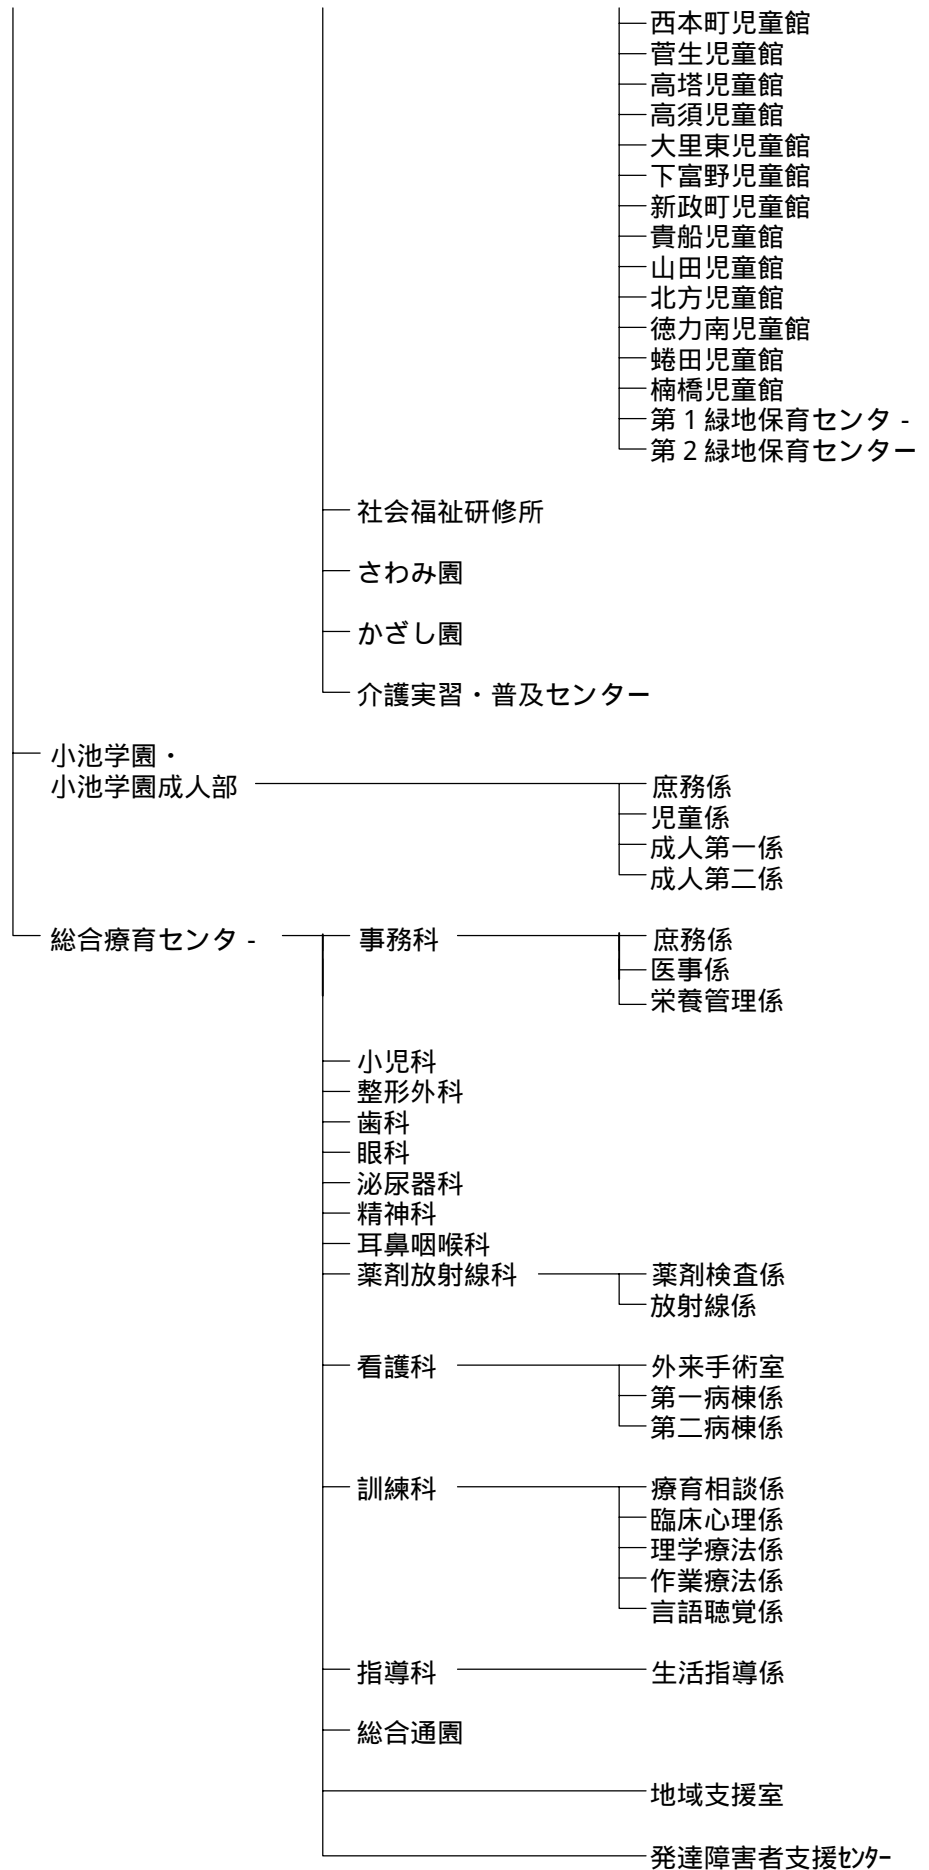 西本町児童館
菅生児童館
高塔児童館
高須児童館
大里東児童館
下富野児童館
新政町児童館
貴船児童館
山田児童館
北方児童館
徳力南児童館
蜷田児童館
楠橋児童館
第１緑地保育センタ-
第２緑地保育センター
社会福祉研修所
さわみ園
かざし園
介護実習・普及センター
小池学園・
小池学園成人部 庶務係
児童係
成人第一係
成人第二係
総合療育センタ- 事務科 庶務係
医事係
栄養管理係
小児科
整形外科
歯科
眼科
泌尿器科
精神科
耳鼻咽喉科
薬剤放射線科 薬剤検査係
放射線係
看護科 外来手術室
第一病棟係
第二病棟係
訓練科 療育相談係
臨床心理係
理学療法係
作業療法係
言語聴覚係
指導科 生活指導係
総合通園
地域支援室
発達障害者支援ｾﾝﾀｰ